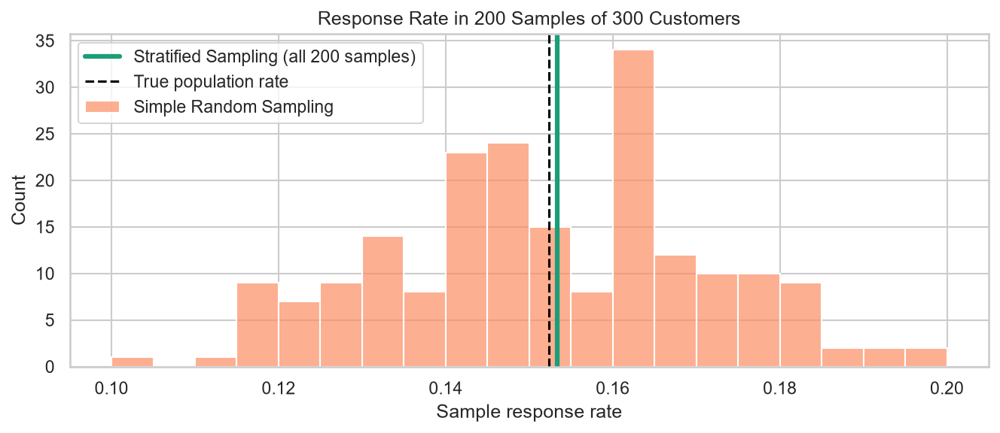 Response Rate in 200 Samples of 300 Customers
Stratified Sampling (all 200 samples)
True population rate
Simple Random Sampling
Count
35
30
25
20
15
10
5
0
0.10 0.12 0.14 0.16 0.18 0.20
Sample response rate